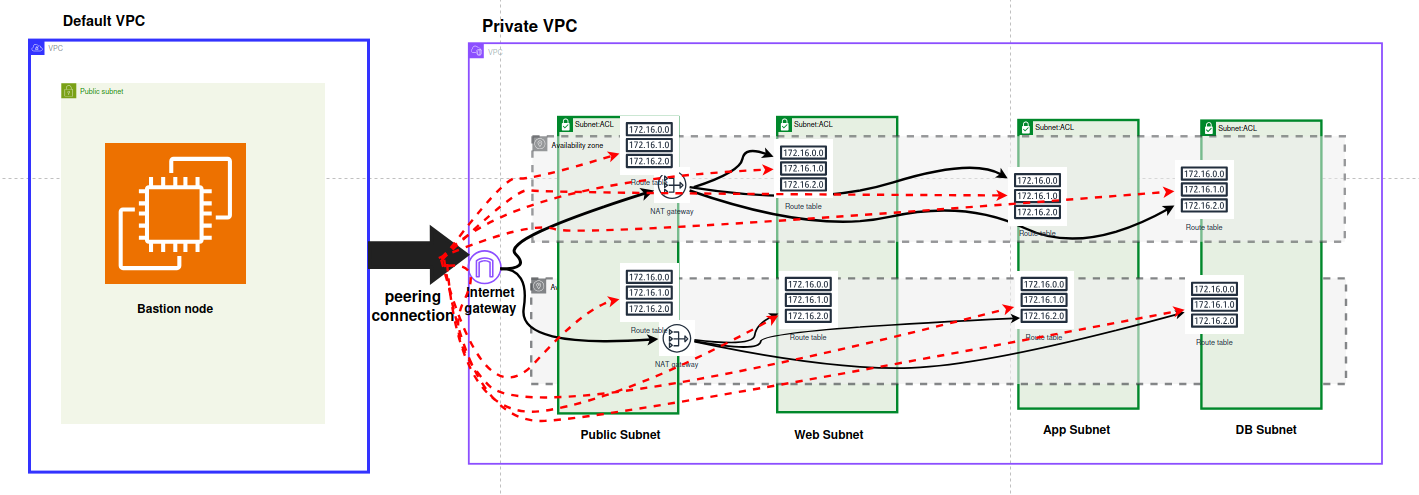 Default VPC
VPC
Public subnet
Bastion node
peering
connection
Private VPC
VPC
Internet
gateway
Availability zone
Subnet:ACL
172.16.0.0
172.16.1.0
172.16.2.0
Route table
NAT gateway
Subnet:ACL
172.16.0.0
172.16.1.0
172.16.2.0
Route table
Subnet:ACL
172.16.0.0
172.16.1.0
172.16.2.0
Route table
Subnet:ACL
172.16.0.0
172.16.1.0
172.16.2.0
Route table
Av
172.16.0.0
172.16.1.0
172.16.2.0
Route table
NAT gateway
172.16.0.0
172.16.1.0
172.16.2.0
Route table
172.16.0.0
172.16.1.0
172.16.2.0
Route table
172.16.0.0
172.16.1.0
172.16.2.0
Route table
Public Subnet
Web Subnet
App Subnet
DB Subnet